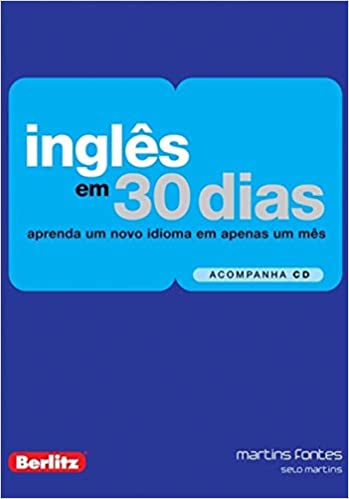 inglês
em 30 dias
aprenda um novo idioma em apenas um mês
ACOMPANHA CD
Berlitz
martins fontes
selo martins